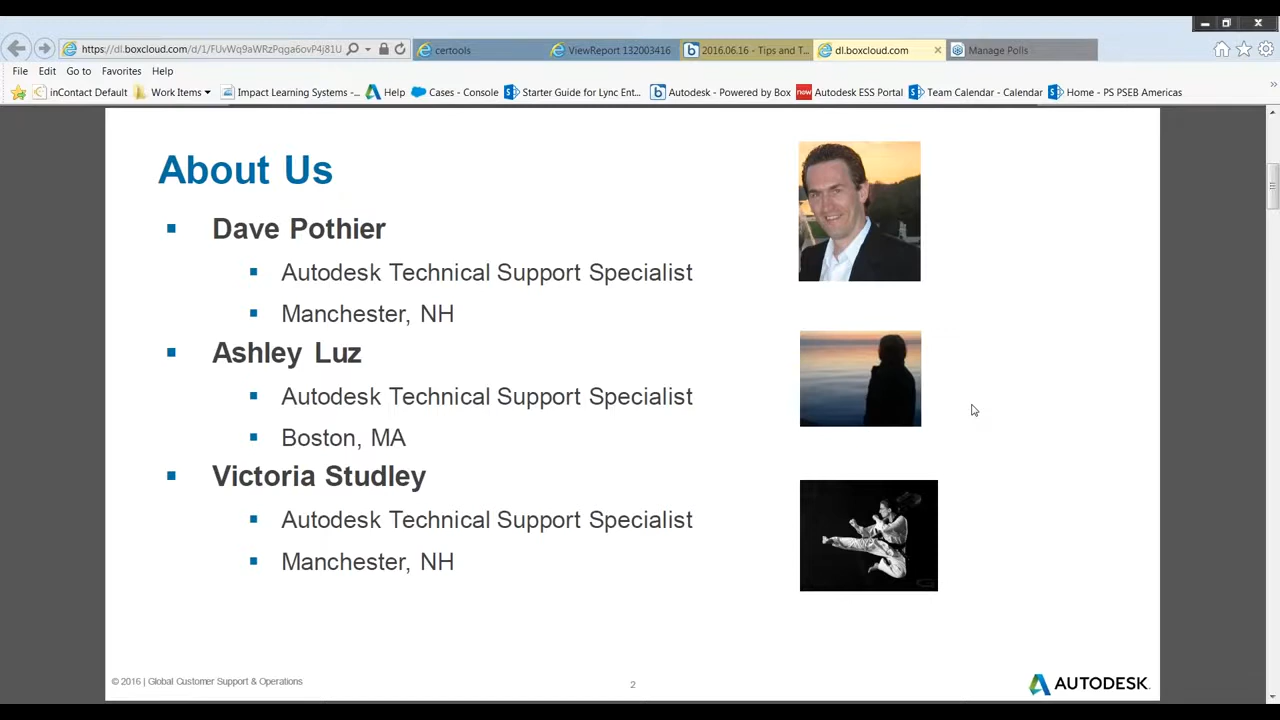 https://dl.boxcloud.com/d/1/FUvWq9aWRzPqga6ovP4j81U
certools
ViewReport 132003416
2016.06.16 - Tips and T...
dl.boxcloud.com
Manage Polls
File Edit Go to Favorites Help
inContact Default
Work Items
Impact Learning Systems -...
Help
Cases - Console
Starter Guide for Lync Ent...
Autodesk - Powered by Box
now
Autodesk ESS Portal
Team Calendar - Calendar
Home - PS PSEB Americas
About Us
Dave Pothier
Autodesk Technical Support Specialist
Manchester, NH
Ashley Luz
Autodesk Technical Support Specialist
Boston, MA
Victoria Studley
Autodesk Technical Support Specialist
Manchester, NH
© 2016 | Global Customer Support & Operations
2
AUTODESK.